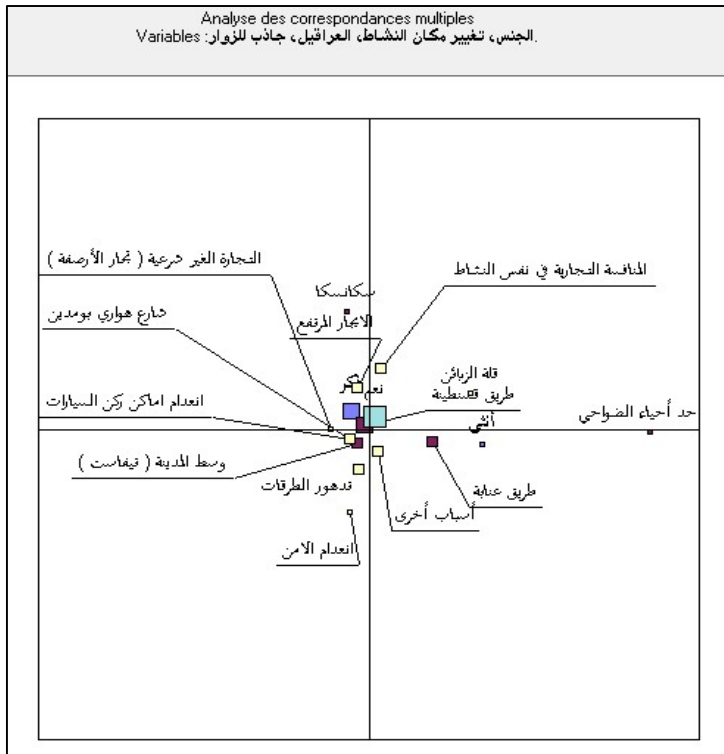 Analyse des correspondances multiples
Variables :الجنس، تغيير مكان النشاط، العراقيل، جاذب للزوار.
التجارة الغير شرعية ( تجار الأرصفة )
المنافسة التجارية في نفس النشاط
سكانسكا
شارع هواري بومدين
الايجار المرتفع
قلة الزبائن
نعم
ذكر
طريق قسنطينة
انعدام اماكن ركن السيارات
أنثى
حد أحياء الضواحي
وسط المدينة ( تيفاست )
تدهور الطرقات
طريق عنابة
أسباب أخرى
انعدام الامن